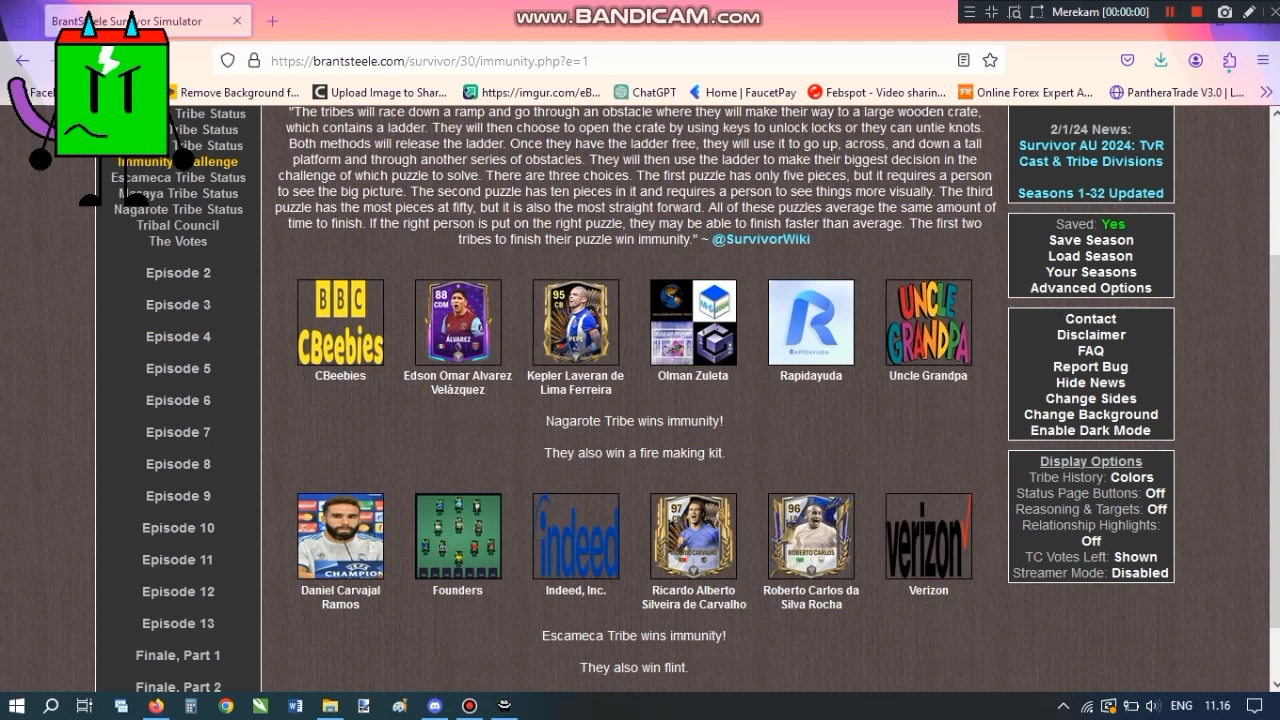 www.BANDICAM.com
BrantSteele Survivor Simulator
Merekam [00:00:00]
https://brantsteele.com/survivor/30/immunity.php?e=1
Remove Background f...
Upload Image to Shar...
https://imgur.com/eB...
ChatGPT
Home | FaucetPay
Febspot - Video sharin...
Online Forex Expert A...
PantheraTrade V3.0 | L...
Tribe Status
Tribe Status
Tribe Status
Immunity Challenge
Escameca Tribe Status
Masaya Tribe Status
Nagarote Tribe Status
Tribal Council
The Votes
Episode 2
Episode 3
Episode 4
Episode 5
Episode 6
Episode 7
Episode 8
Episode 9
Episode 10
Episode 11
Episode 12
Episode 13
Finale, Part 1
Finale, Part 2
"The tribes will race down a ramp and go through an obstacle where they will make their way to a large wooden crate,
which contains a ladder. They will then choose to open the crate by using keys to unlock locks or they can untie knots.
Both methods will release the ladder. Once they have the ladder free, they will use it to go up, across, and down a tall
platform and through another series of obstacles. They will then use the ladder to make their biggest decision in the
challenge of which puzzle to solve. There are three choices. The first puzzle has only five pieces, but it requires a person
to see the big picture. The second puzzle has ten pieces in it and requires a person to see things more visually. The third
puzzle has the most pieces at fifty, but it is also the most straight forward. All of these puzzles average the same amount of
time to finish. If the right person is put on the right puzzle, they may be able to finish faster than average. The first two
tribes to finish their puzzle win immunity." ~ @SurvivorWiki
BBC
CBeebies
88
CDM
ÁLVAREZ
95
CB
PEPE
R
RAPIDAYUDA
UNCLE
GRANDPA
CBeebies
Edson Omar Alvarez
Velázquez
Kepler Laveran de
Lima Ferreira
Olman Zuleta
Rapidayuda
Uncle Grandpa
Nagarote Tribe wins immunity!
They also win a fire making kit.
CHAMPION
indeed
97
RICARDO CARVALHO
96
ROBERTO CARLOS
verizon
Daniel Carvajal
Ramos
Founders
Indeed, Inc.
Ricardo Alberto
Silveira de Carvalho
Roberto Carlos da
Silva Rocha
Verizon
Escameca Tribe wins immunity!
They also win flint.
2/1/24 News:
Survivor AU 2024: TvR
Cast & Tribe Divisions
Seasons 1-32 Updated
Saved: Yes
Save Season
Load Season
Your Seasons
Advanced Options
Contact
Disclaimer
FAQ
Report Bug
Hide News
Change Sides
Change Background
Enable Dark Mode
Display Options
Tribe History: Colors
Status Page Buttons: Off
Reasoning & Targets: Off
Relationship Highlights:
Off
TC Votes Left: Shown
Streamer Mode: Disabled
ENG
11.16